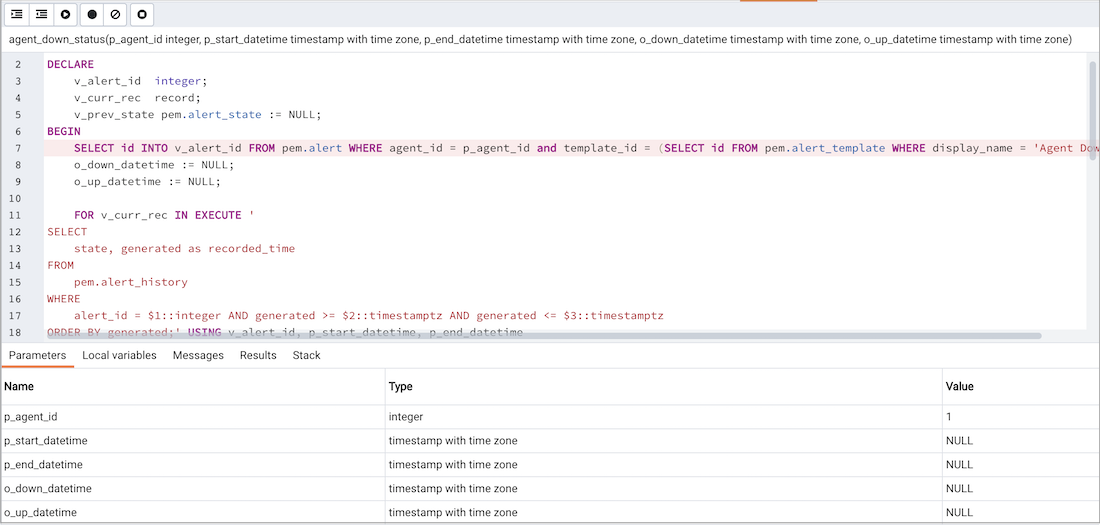 agent_down_status(p_agent_id integer, p_start_datetime timestamp with time zone, p_end_datetime timestamp with time zone, o_down_datetime timestamp with time zone, o_up_datetime timestamp with time zone)
2 DECLARE
3 v_alert_id integer;
4 v_curr_rec record;
5 v_prev_state pem.alert_state := NULL;
6 BEGIN
7 SELECT id INTO v_alert_id FROM pem.alert WHERE agent_id = p_agent_id and template_id = (SELECT id FROM pem.alert_template WHERE display_name = 'Agent Dow
8 o_down_datetime := NULL;
9 o_up_datetime := NULL;
10
11 FOR v_curr_rec IN EXECUTE '
12 SELECT
13 state, generated as recorded_time
14 FROM
15 pem.alert_history
16 WHERE
17 alert_id = $1::integer AND generated >= $2::timestamptz AND generated <= $3::timestamptz
18 ORDER BY generated;' USING v_alert_id, p_start_datetime, p_end_datetime
Parameters Local variables Messages Results Stack
Name Type Value
p_agent_id integer 1
p_start_datetime timestamp with time zone NULL
p_end_datetime timestamp with time zone NULL
o_down_datetime timestamp with time zone NULL
o_up_datetime timestamp with time zone NULL